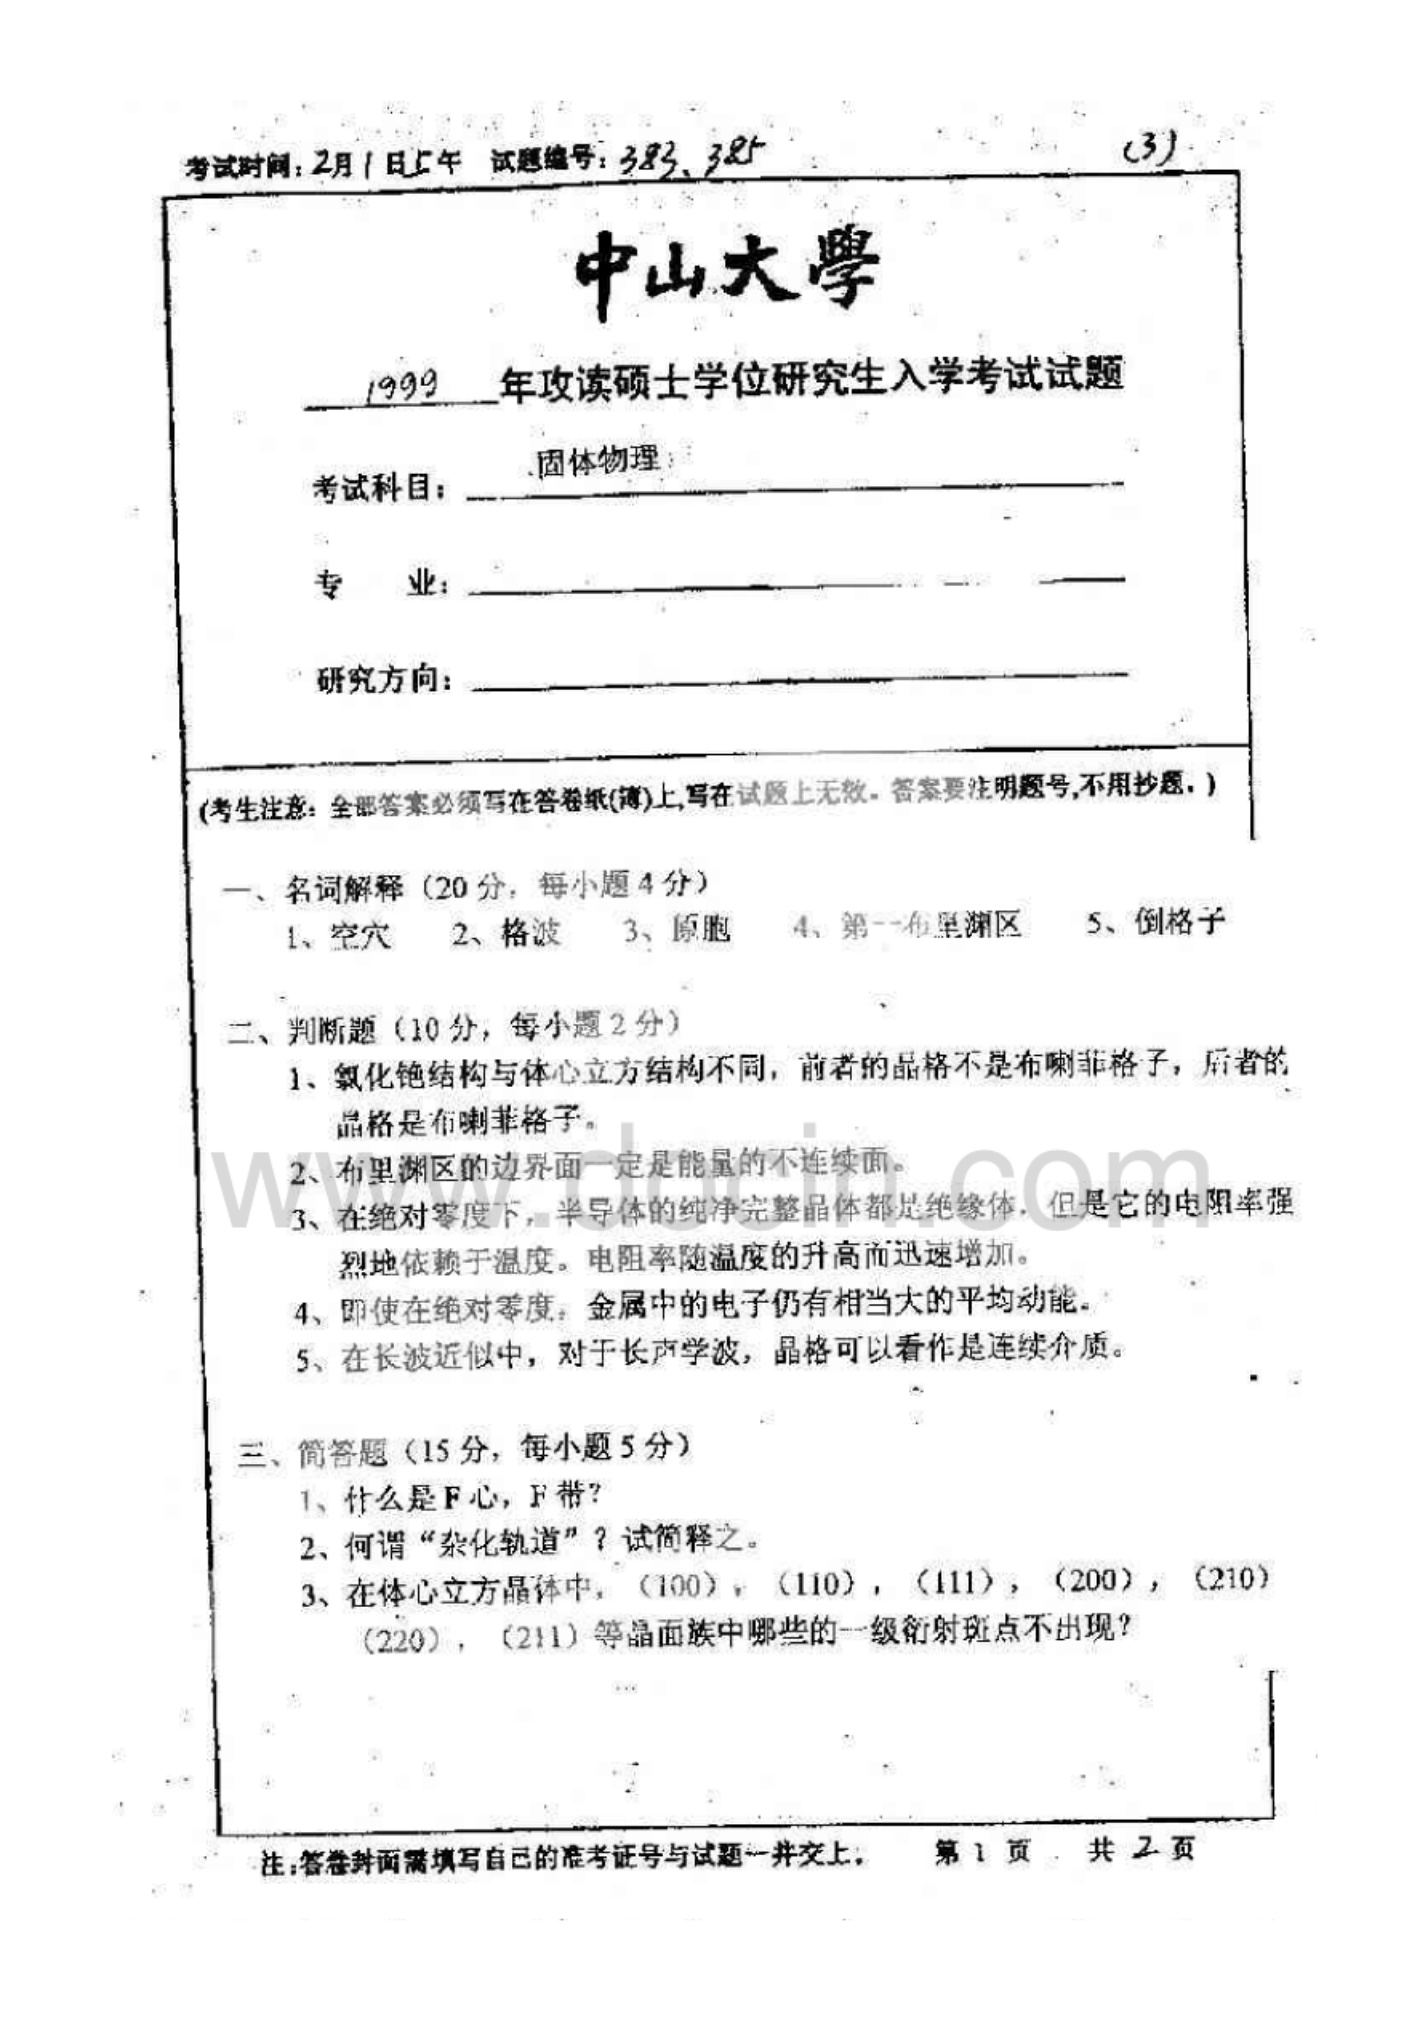 考试时间：2月1日上午 试题编号：383、385 (3)
中山大學
1999 年攻读硕士学位研究生入学考试试题
考试科目： 固体物理
专 业：
研究方向：
(考生注意：全部答案必须写在答卷纸(簿)上,写在试题上无效。答案要注明题号,不用抄题。)
一、名词解释（20分，每小题4分）
1、空穴 2、格波 3、原胞 4、第一布里渊区 5、倒格子
二、判断题（10分，每小题2分）
1、氯化铯结构与体心立方结构不同，前者的晶格不是布喇菲格子，后者的
晶格是布喇菲格子。
2、布里渊区的边界面一定是能量的不连续面。
3、在绝对零度下，半导体的纯净完整晶体都是绝缘体，但是它的电阻率强
烈地依赖于温度。电阻率随温度的升高而迅速增加。
4、即使在绝对零度，金属中的电子仍有相当大的平均动能。
5、在长波近似中，对于长声学波，晶格可以看作是连续介质。
www.docin.com
三、简答题（15分，每小题5分）
1、什么是F心，F带？
2、何谓“杂化轨道”？试简释之。
3、在体心立方晶体中，（100），（110），（111），（200），（210）
（220），（211）等晶面族中哪些的一级衍射斑点不出现？
注：答卷封面需填写自己的准考证号与试题一并交上。 第 1 页 共 2 页